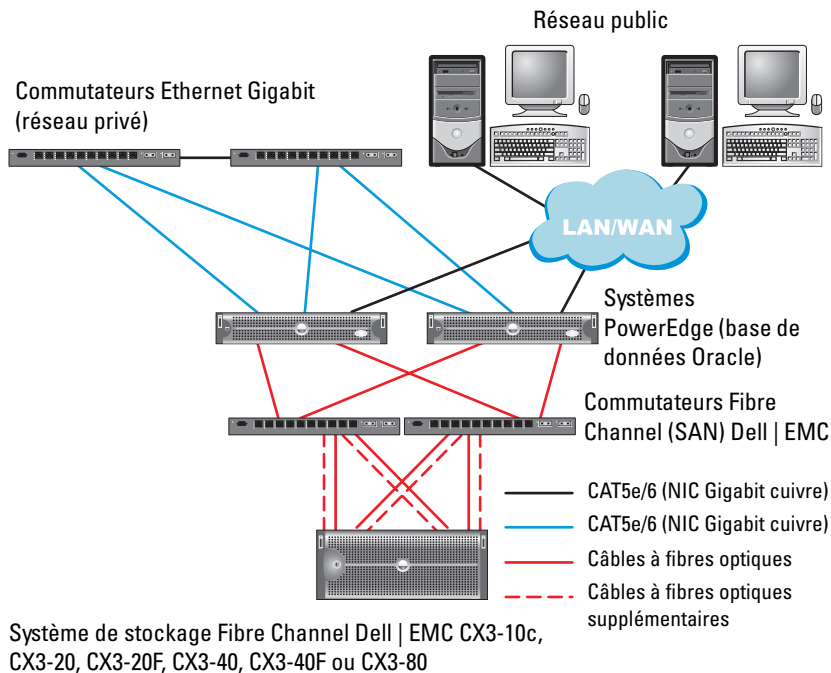 Réseau public
Commutateurs Ethernet Gigabit
(réseau privé)
LAN/WAN
Systèmes
PowerEdge (base de
données Oracle)
Commutateurs Fibre
Channel (SAN) Dell | EMC
CAT5e/6 (NIC Gigabit cuivre)
CAT5e/6 (NIC Gigabit cuivre)
Câbles à fibres optiques
Câbles à fibres optiques
supplémentaires
Système de stockage Fibre Channel Dell | EMC CX3-10c,
CX3-20, CX3-20F, CX3-40, CX3-40F ou CX3-80